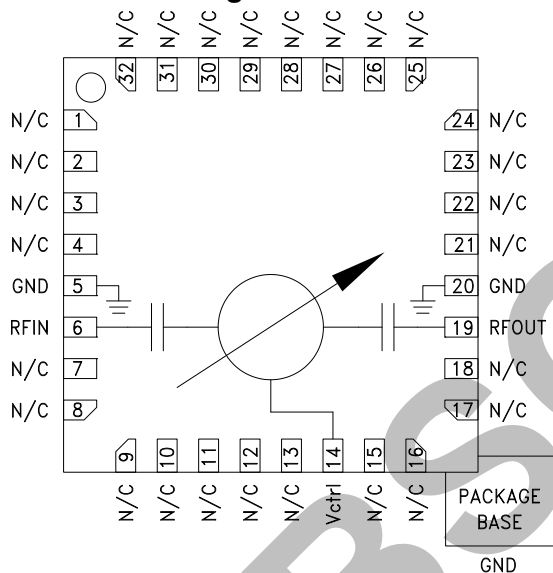 N/C N/C N/C N/C N/C N/C N/C N/C
32 31 30 29 28 27 26 25
N/C 1
N/C 2
N/C 3
N/C 4
GND 5
RFIN 6
N/C 7
N/C 8
24 N/C
23 N/C
22 N/C
21 N/C
20 GND
19 RFOUT
18 N/C
17 N/C
9 10 11 12 13 14 15 16
N/C N/C N/C N/C N/C Vctrl N/C N/C
PACKAGE
BASE
GND
BSO